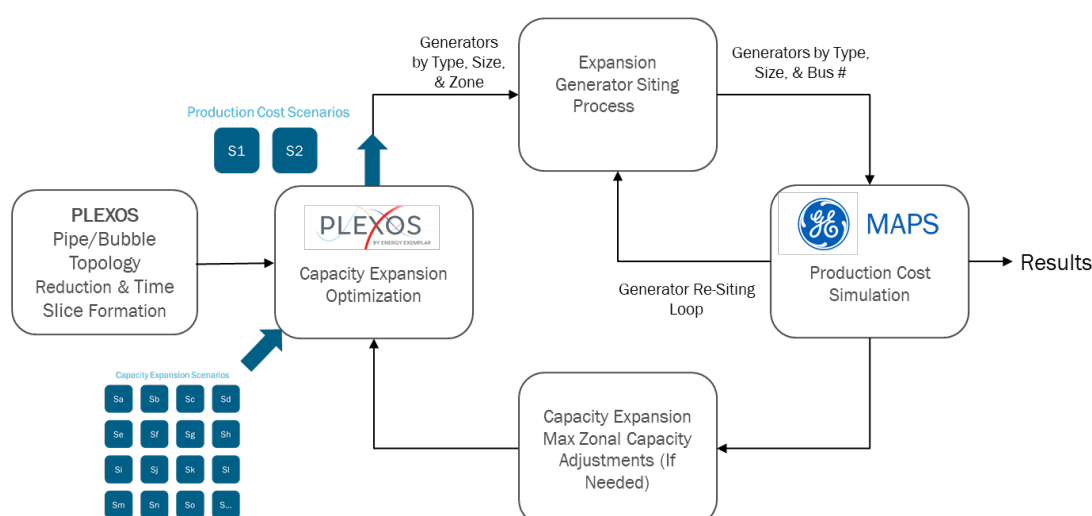 Generators
by Type, Size,
& Zone
Expansion
Generator Siting
Process
Generators by Type,
Size, & Bus #
Production Cost Scenarios
S1
S2
PLEXOS
Pipe/Bubble
Topology
Reduction & Time
Slice Formation
PLEXOS
BY ENERGY EXEMPLAR
Capacity Expansion
Optimization
GE
MAPS
Production Cost
Simulation
Results
Generator Re-Siting
Loop
Capacity Expansion Scenarios
Sa Sb Sc Sd
Se Sf Sg Sh
Si Sj Sk Sl
Sm Sn So S...
Capacity Expansion
Max Zonal Capacity
Adjustments (If
Needed)